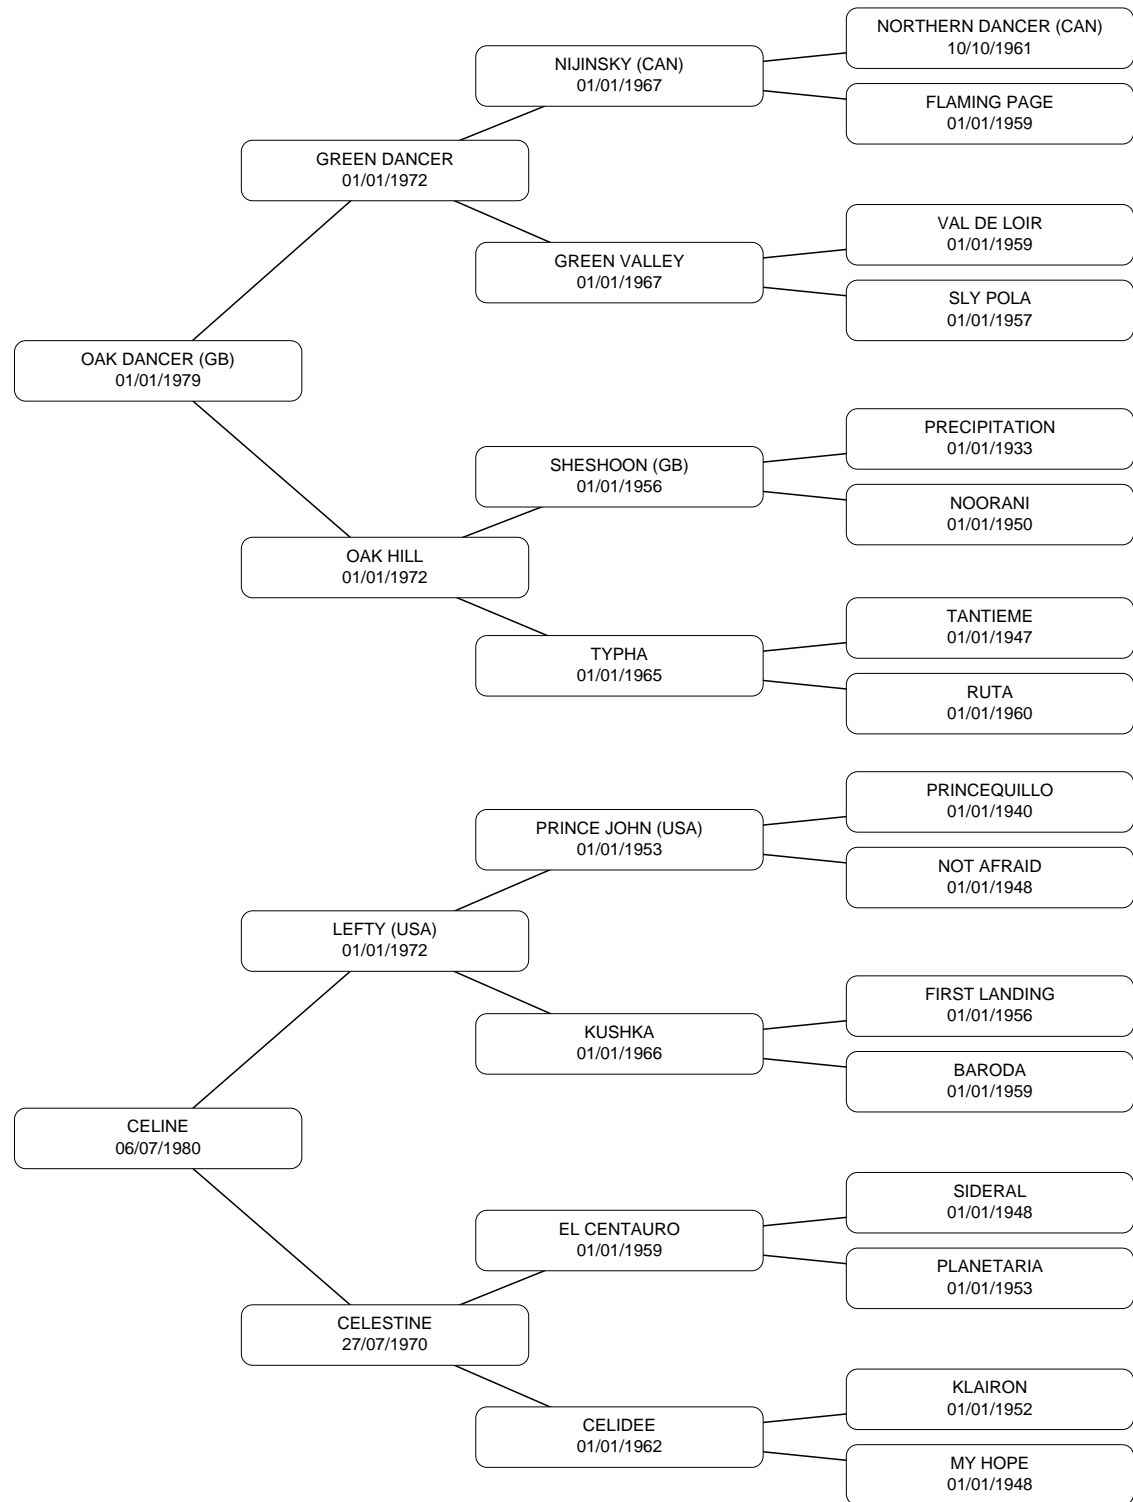 NORTHERN DANCER (CAN)
10/10/1961
NIJINSKY (CAN)
01/01/1967
FLAMING PAGE
01/01/1959
GREEN DANCER
01/01/1972
VAL DE LOIR
01/01/1959
GREEN VALLEY
01/01/1967
SLY POLA
01/01/1957
OAK DANCER (GB)
01/01/1979
PRECIPITATION
01/01/1933
SHESHOON (GB)
01/01/1956
NOORANI
01/01/1950
OAK HILL
01/01/1972
TANTIEME
01/01/1947
TYPHA
01/01/1965
RUTA
01/01/1960
PRINCEQUILLO
01/01/1940
PRINCE JOHN (USA)
01/01/1953
NOT AFRAID
01/01/1948
LEFTY (USA)
01/01/1972
FIRST LANDING
01/01/1956
KUSHKA
01/01/1966
BARODA
01/01/1959
CELINE
06/07/1980
SIDERAL
01/01/1948
EL CENTAURO
01/01/1959
PLANETARIA
01/01/1953
CELESTINE
27/07/1970
KLAIRON
01/01/1952
CELIDEE
01/01/1962
MY HOPE
01/01/1948